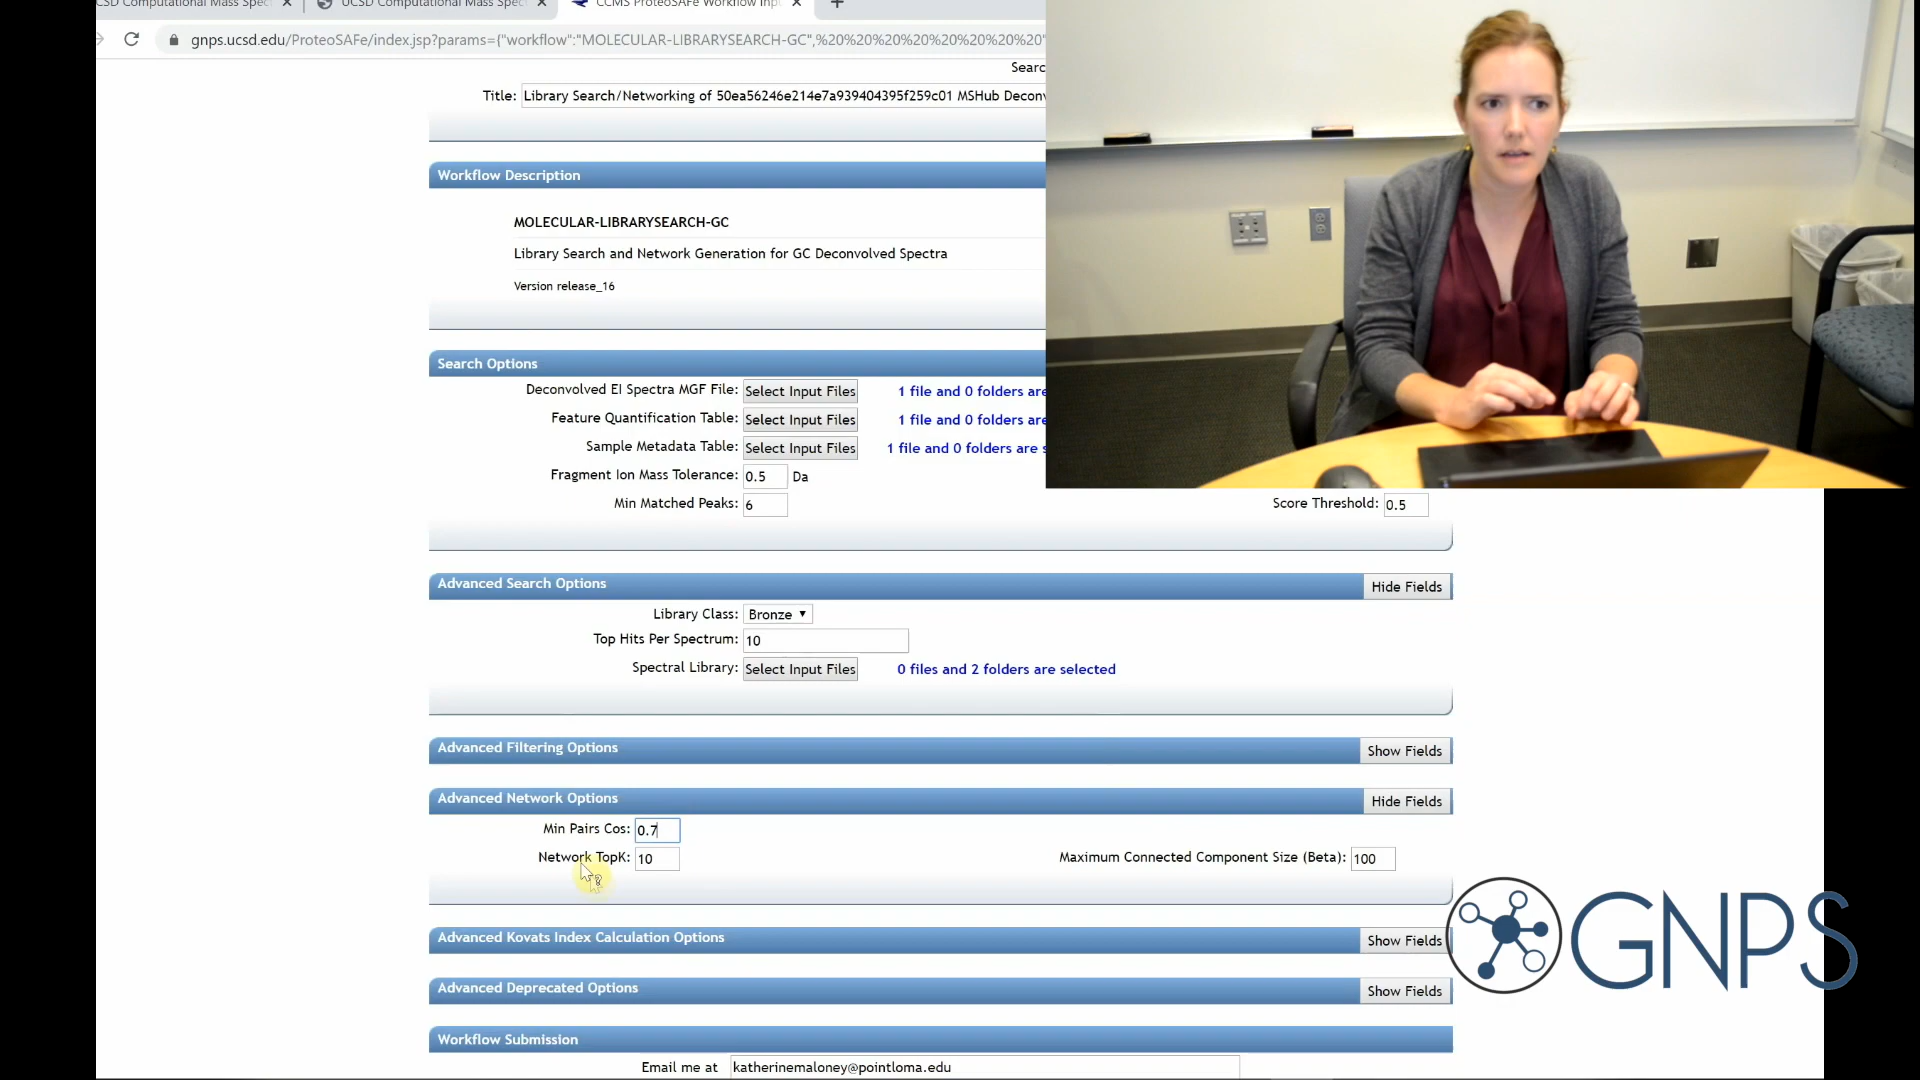 CSD Computational Mass Spect
UCSD Computational Mass Spect
CCMS ProteoSAFe Workflow Inpu
gnps.ucsd.edu/ProteoSAFe/index.jsp?params={"workflow":"MOLECULAR-LIBRARYSEARCH-GC",%20%20%20%20%20%20%20%20"
Searc
Title: Library Search/Networking of 50ea56246e214e7a939404395f259c01 MSHub Deconv
Workflow Description
MOLECULAR-LIBRARYSEARCH-GC
Library Search and Network Generation for GC Deconvolved Spectra
Version release_16
Search Options
Deconvolved EI Spectra MGF File: Select Input Files 1 file and 0 folders are
Feature Quantification Table: Select Input Files 1 file and 0 folders are
Sample Metadata Table: Select Input Files 1 file and 0 folders are s
Fragment Ion Mass Tolerance: 0.5 Da
Min Matched Peaks: 6 Score Threshold: 0.5
Advanced Search Options Hide Fields
Library Class: Bronze
Top Hits Per Spectrum: 10
Spectral Library: Select Input Files 0 files and 2 folders are selected
Advanced Filtering Options Show Fields
Advanced Network Options Hide Fields
Min Pairs Cos: 0.7
Network TopK: 10 Maximum Connected Component Size (Beta): 100
Advanced Kovats Index Calculation Options Show Fields
GNPS
Advanced Deprecated Options Show Fields
Workflow Submission
Email me at katherinemaloney@pointloma.edu